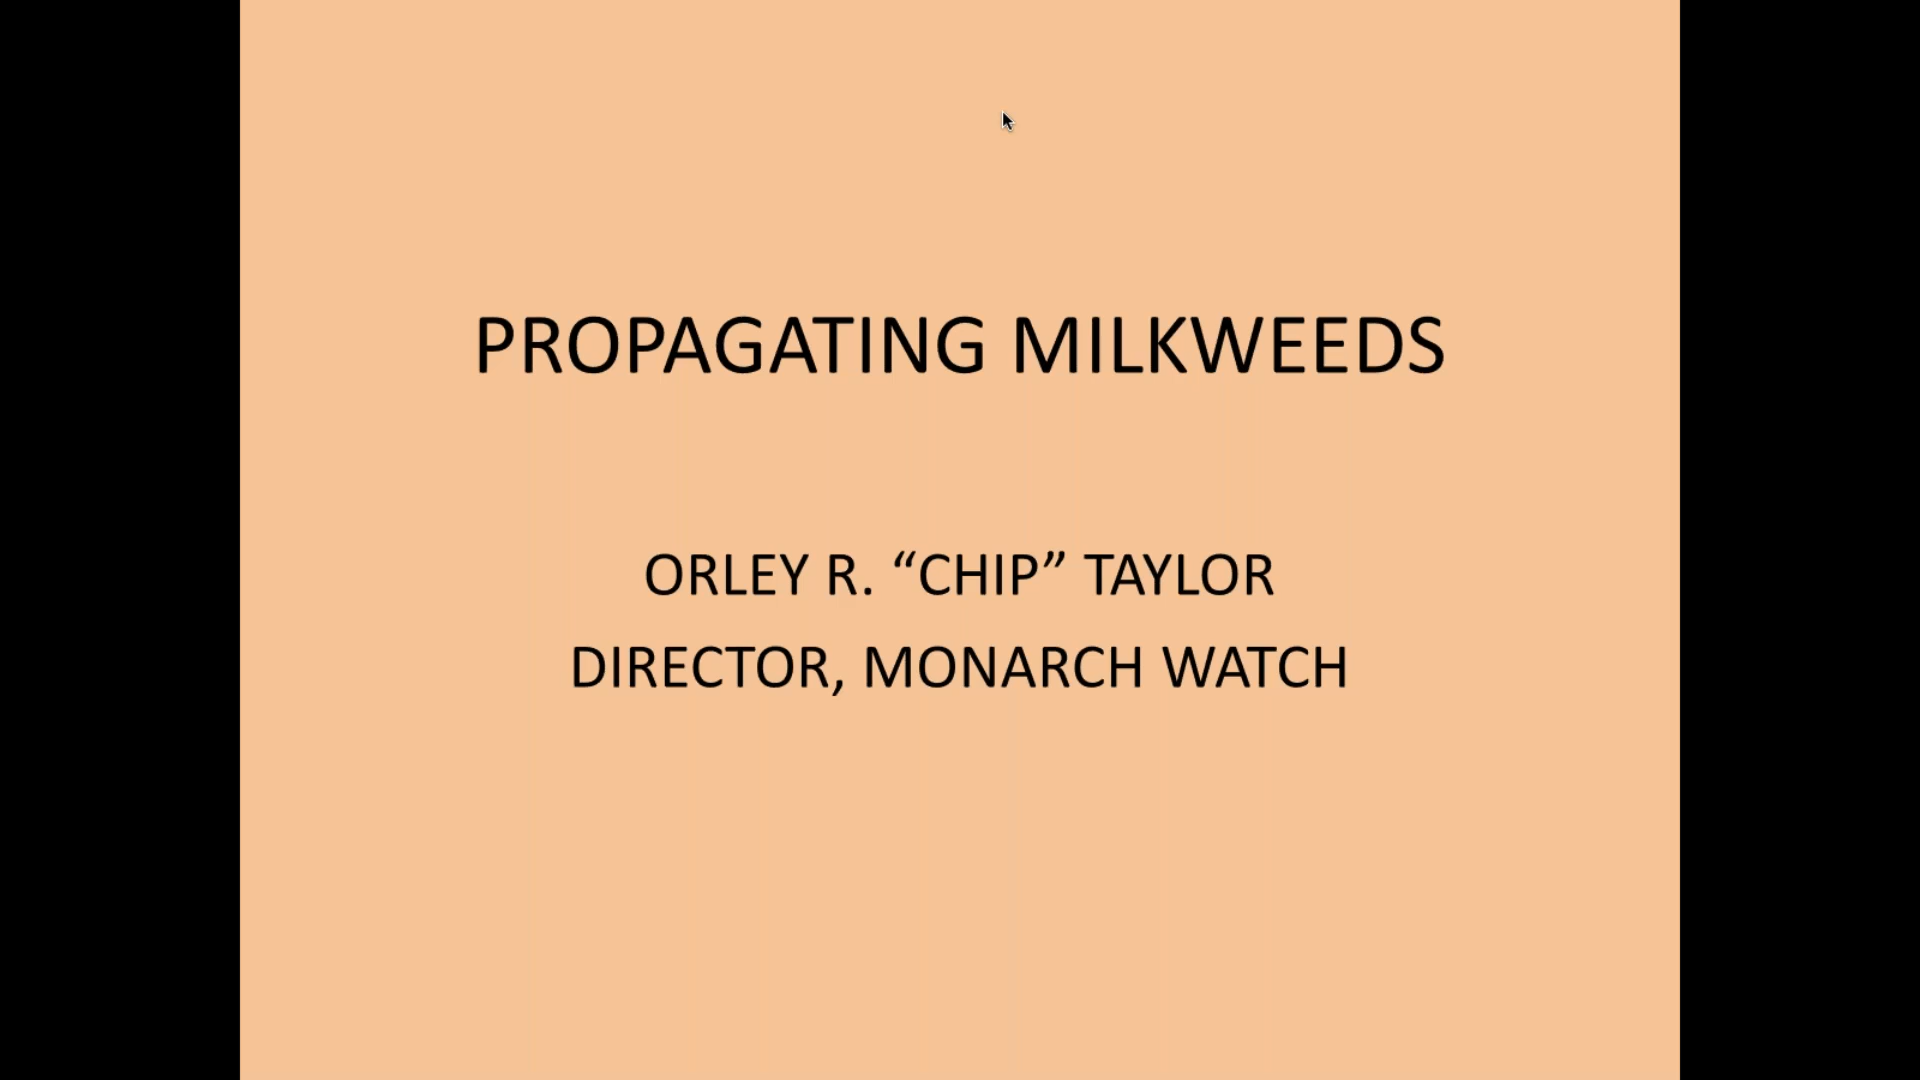 PROPAGATING MILKWEEDS
ORLEY R. “CHIP” TAYLOR
DIRECTOR, MONARCH WATCH